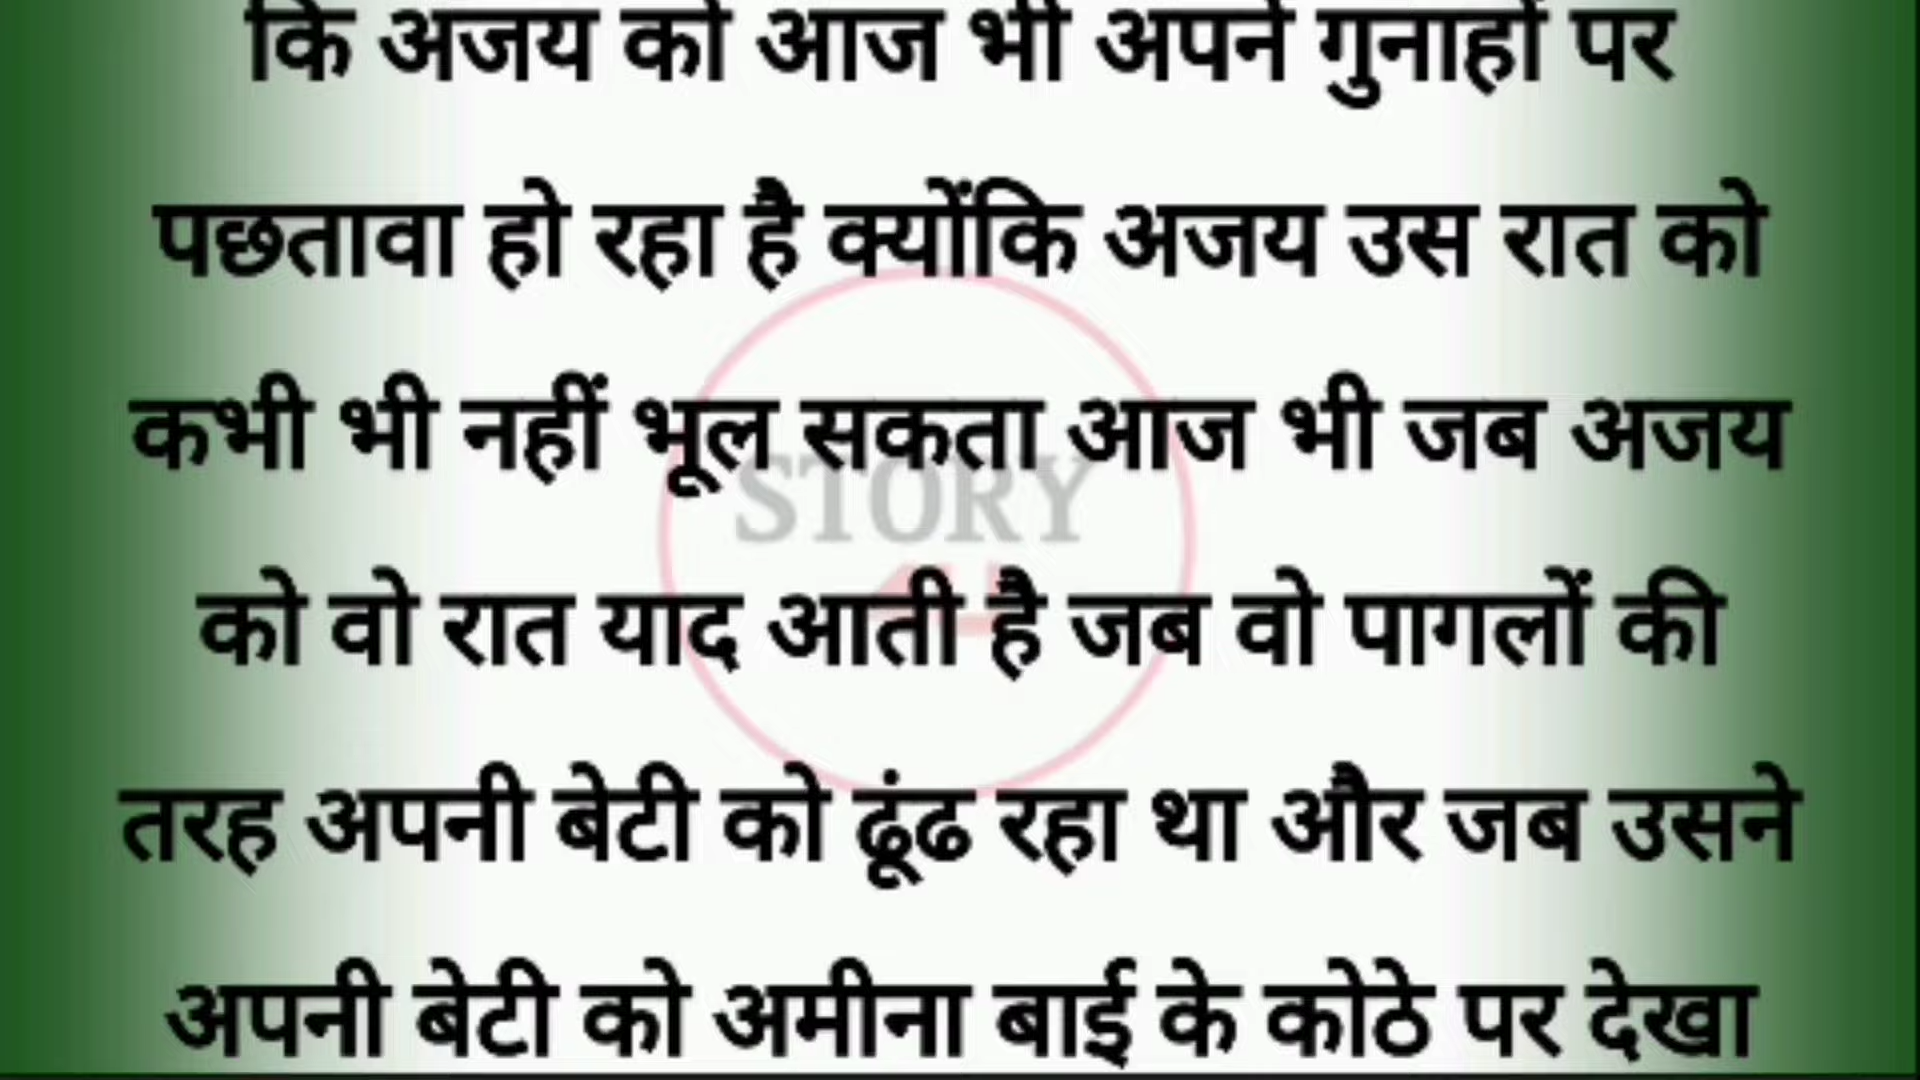 कि अजय को आज भी अपने गुनाहों पर
पछतावा हो रहा है क्योंकि अजय उस रात को
कभी भी नहीं भूल सकता आज भी जब अजय
STORY
को वो रात याद आती है जब वो पागलों की
तरह अपनी बेटी को ढूंढ रहा था और जब उसने
अपनी बेटी को अमीना बाई के कोठे पर देखा